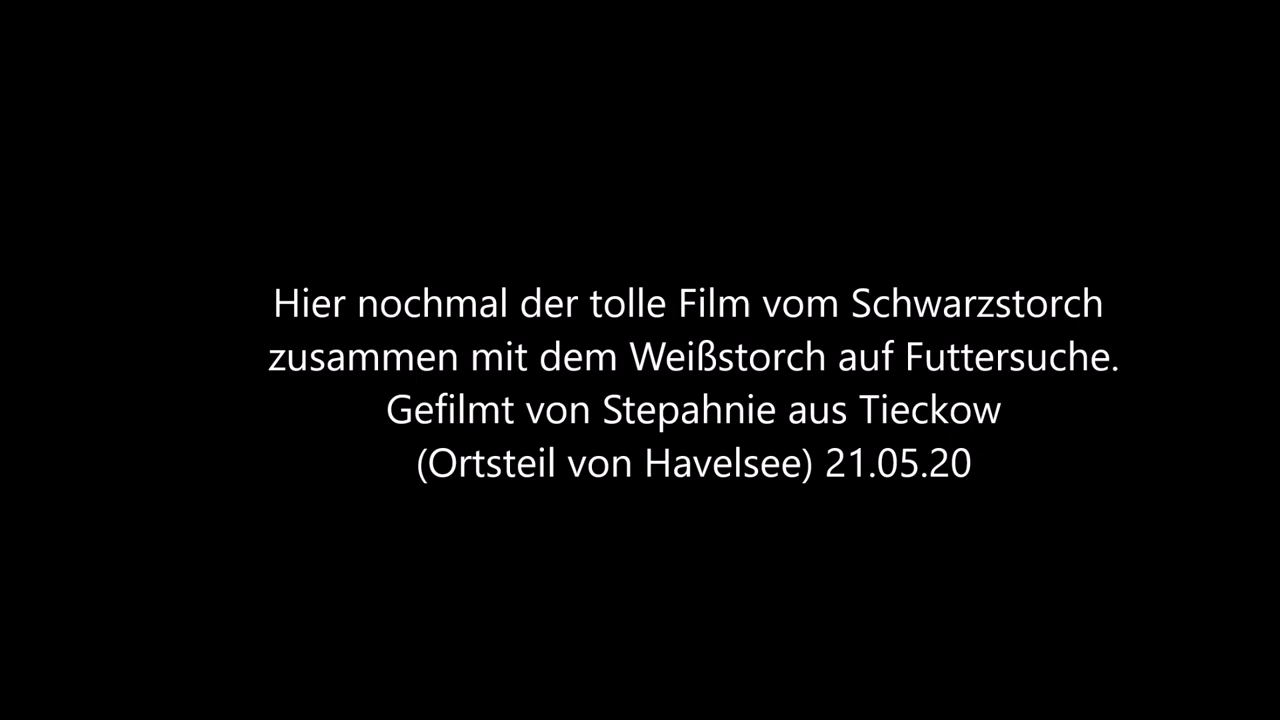 Hier nochmal der tolle Film vom Schwarzstorch
zusammen mit dem Weißstorch auf Futtersuche.
Gefilmt von Stepahnie aus Tieckow
(Ortsteil von Havelsee) 21.05.20